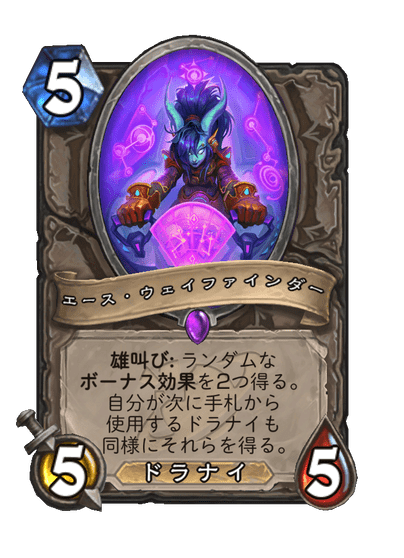 5
エース・ウェイファインダー
雄叫び: ランダムな
ボーナス効果を2つ得る。
自分が次に手札から
使用するドラナイも
同様にそれらを得る。
5
ドラナイ
5